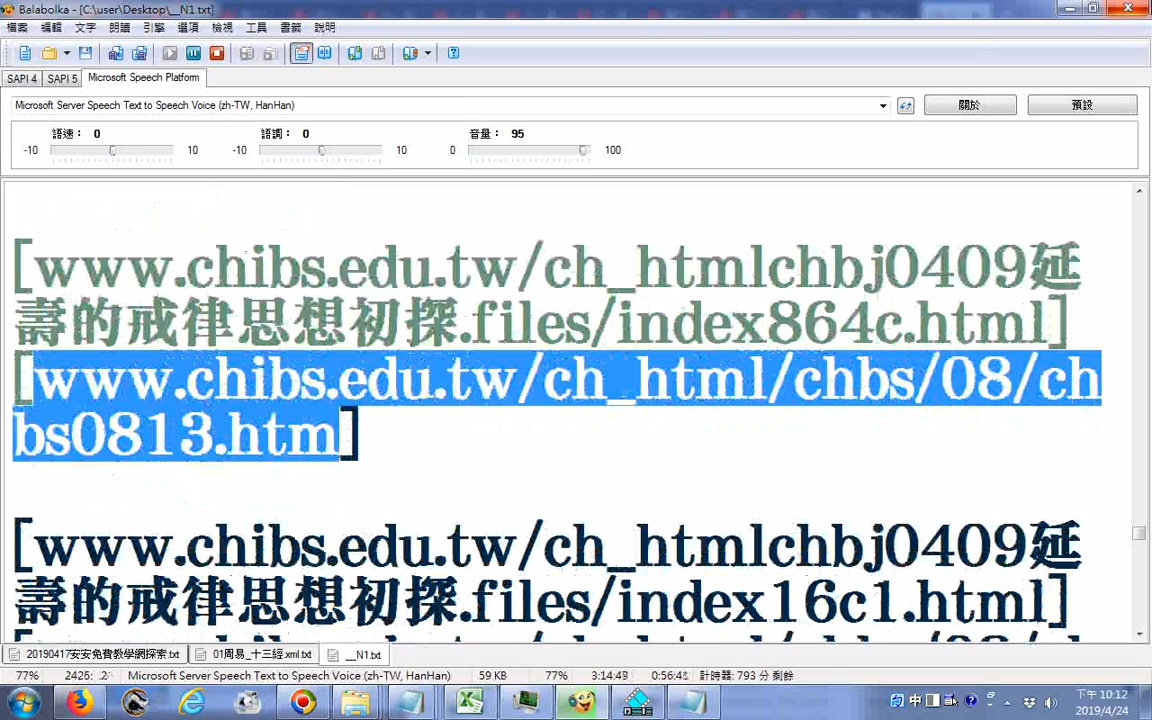 Balabolka - [C:\user\Desktop\__N1.txt]
檔案 編輯 文字 朗讀 引擎 選項 檢視 工具 書籤 說明
SAPI 4 SAPI 5 Microsoft Speech Platform
Microsoft Server Speech Text to Speech Voice (zh-TW, HanHan) 關於 預設
語速： 0 語調： 0 音量： 95
-10 10 -10 10 0 100
[www.chibs.edu.tw/ch_htmlchbj0409延
壽的戒律思想初探.files/index864c.html]
[www.chibs.edu.tw/ch_html/chbs/08/ch
bs0813.htm]
[www.chibs.edu.tw/ch_htmlchbj0409延
壽的戒律思想初探.files/index16c1.html]
20190417安安免費教學網探索.txt 01周易_十三經.xml.txt __N1.txt
77% 2425: Microsoft Server Speech Text to Speech Voice (zh-TW, HanHan) 59 KB 77% 3:14:4 0:56:4 計時器: 793 分 剩餘
中 下午 10:12
2019/4/24